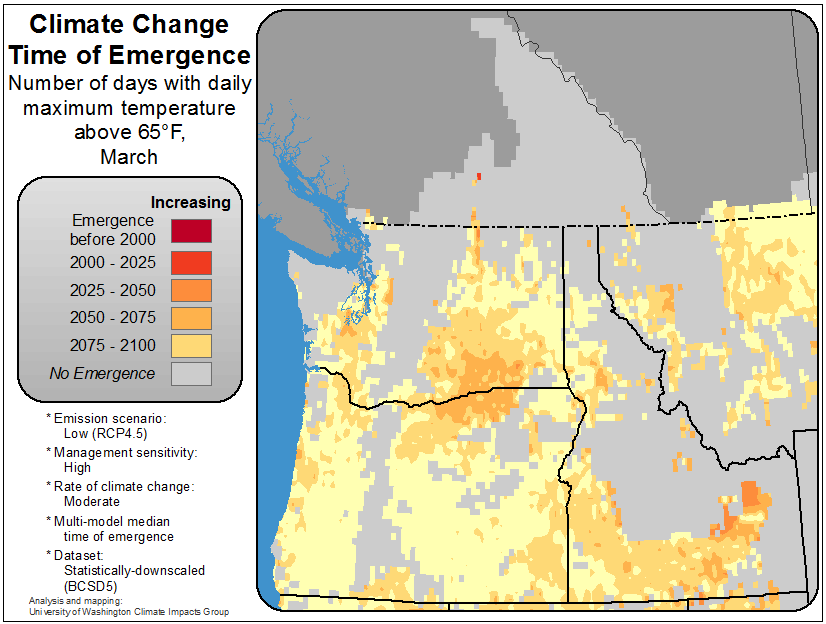 Climate Change
Time of Emergence
Number of days with daily
maximum temperature
above 65°F,
March
Increasing
Emergence
before 2000
2000 - 2025
2025 - 2050
2050 - 2075
2075 - 2100
No Emergence
* Emission scenario:
Low (RCP4.5)
* Management sensitivity:
High
* Rate of climate change:
Moderate
* Multi-model median
time of emergence
* Dataset:
Statistically-downscaled
(BCSD5)
Analysis and mapping:
University of Washington Climate Impacts Group